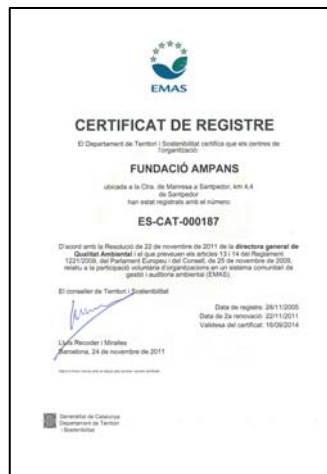 EMAS
CERTIFICAT DE REGISTRE
El Departament de Territori i Sostenibilitat certifica que els centres de
l'organització:
FUNDACIÓ AMPANS
ubicada a la Ctra. de Manresa a Santpedor, km 4,4
de Santpedor
han estat registrats amb el número:
ES-CAT-000187
D'acord amb la Resolució de 22 de novembre de 2011 de la directora general de
Qualitat Ambiental i el que preveuen els articles 13 i 14 del Reglament
1221/2009, del Parlament Europeu i del Consell, de 25 de novembre de 2009,
relatiu a la participació voluntària d'organitzacions en un sistema comunitari de
gestió i auditoria ambiental (EMAS).
El conseller de Territori i Sostenibilitat
Data de registre: 28/11/2005
Data de 2a renovació: 22/11/2011
Validesa del certificat: 16/09/2014
Lluís Recoder i Miralles
Barcelona, 24 de novembre de 2011
Generalitat de Catalunya
Departament de Territori
i Sostenibilitat